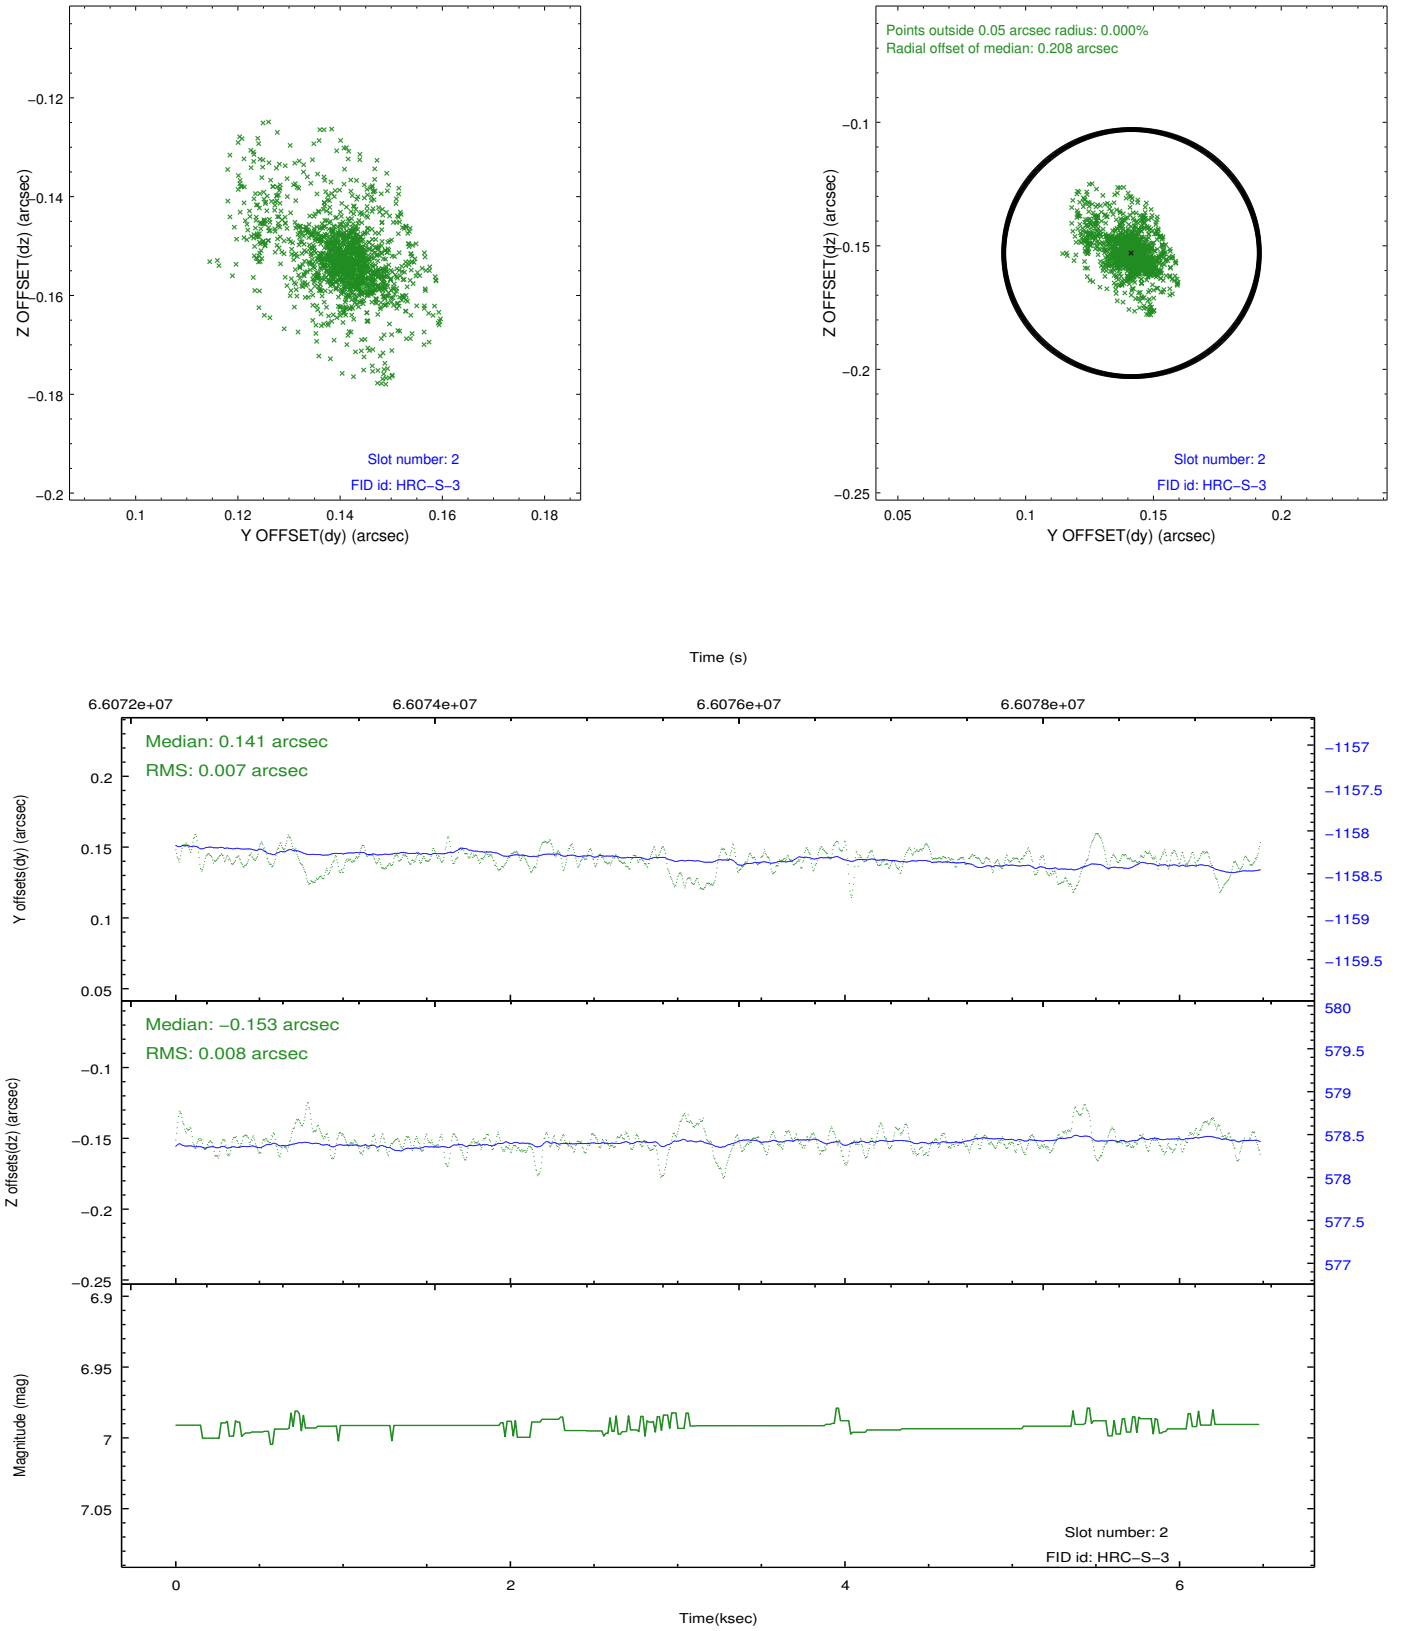 −0.12
−0.14
−0.16
−0.18
−0.2
Z OFFSET(dz) (arcsec)
Slot number: 2
FID id: HRC−S−3
0.1 0.12 0.14 0.16 0.18
Y OFFSET(dy) (arcsec)
Points outside 0.05 arcsec radius: 0.000%
Radial offset of median: 0.208 arcsec
−0.1
−0.15
−0.2
−0.25
Z OFFSET(dz) (arcsec)
Slot number: 2
FID id: HRC−S−3
0.05 0.1 0.15 0.2
Y OFFSET(dy) (arcsec)
Time (s)
6.6072e+07 6.6074e+07 6.6076e+07 6.6078e+07
Median: 0.141 arcsec
RMS: 0.007 arcsec
0.2
0.15
0.1
0.05
Y offsets(dy) (arcsec)
−1157
−1157.5
−1158
−1158.5
−1159
−1159.5
Median: −0.153 arcsec
RMS: 0.008 arcsec
−0.1
−0.15
−0.2
−0.25
Z offsets(dz) (arcsec)
580
579.5
579
578.5
578
577.5
577
6.9
6.95
7
7.05
Magnitude (mag)
Slot number: 2
FID id: HRC−S−3
0 2 4 6
Time(ksec)